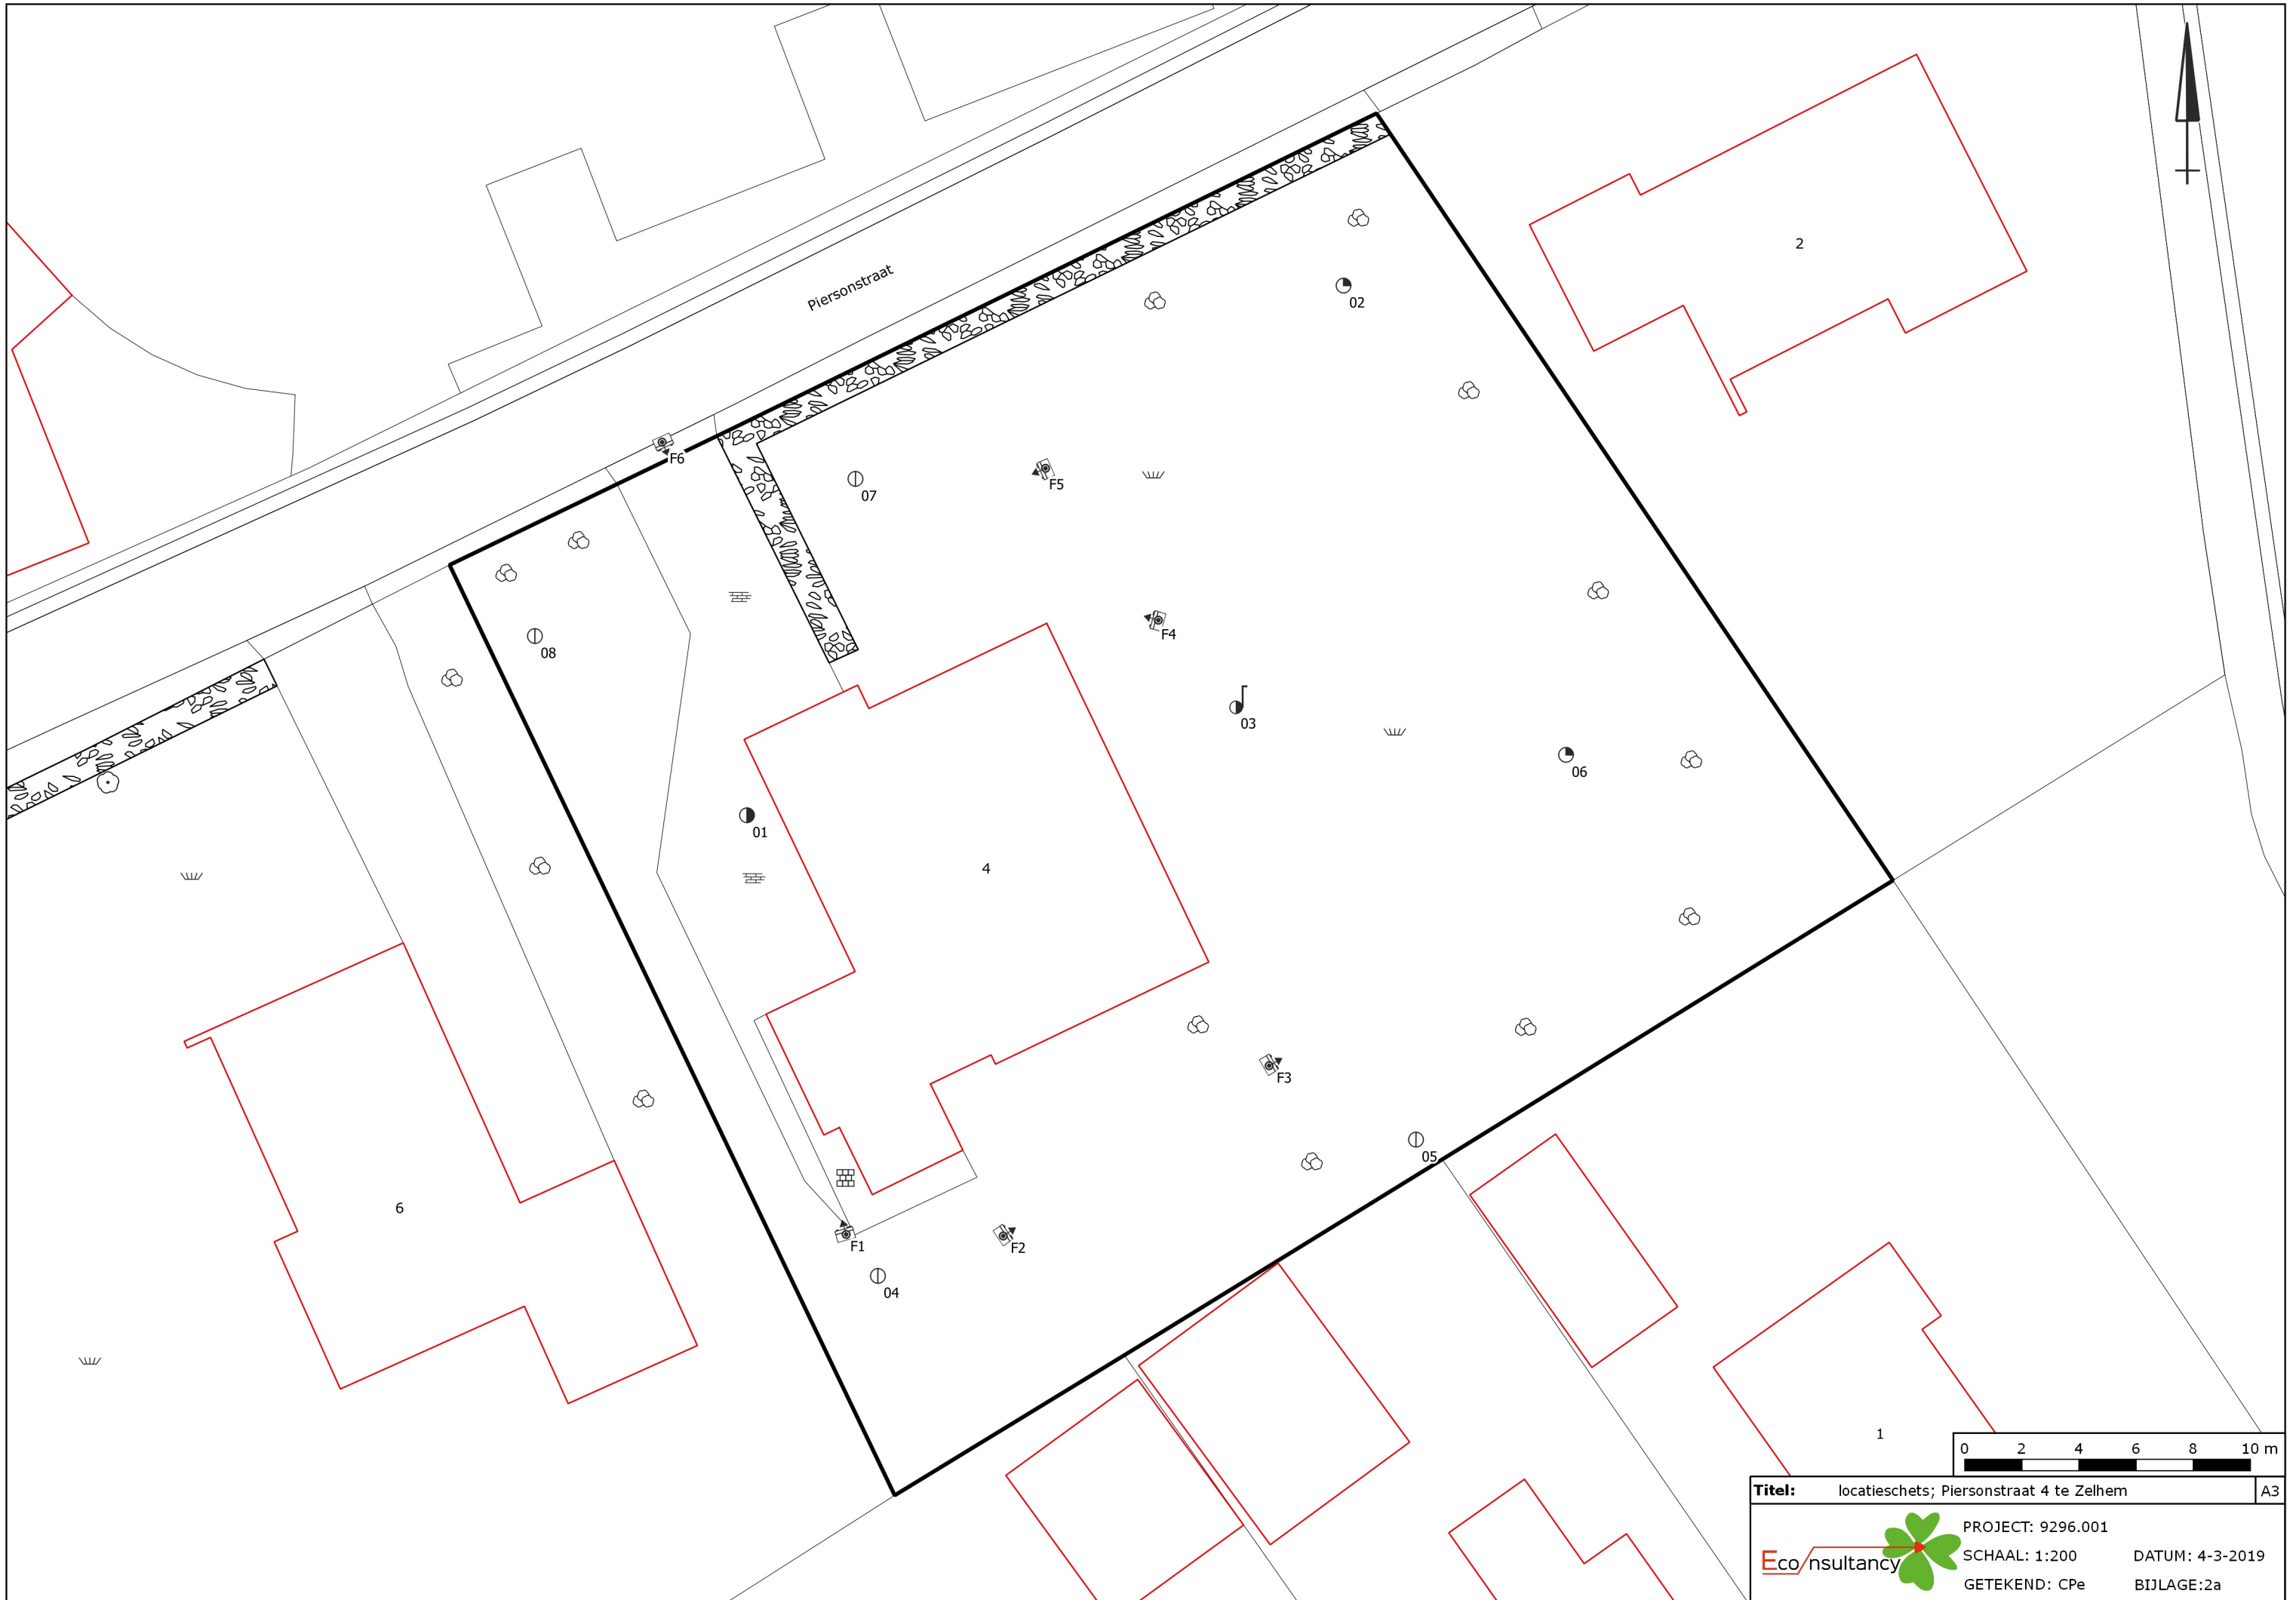 Piersonstraat
2
02
F6
07
F5
08
F4
03
06
01
4
F3
05
6
F1
F2
04
1
0 2 4 6 8 10 m
Titel: locatieschets; Piersonstraat 4 te Zelhem A3
Econsultancy
PROJECT: 9296.001
SCHAAL: 1:200 DATUM: 4-3-2019
GETEKEND: CPe BIJLAGE:2a